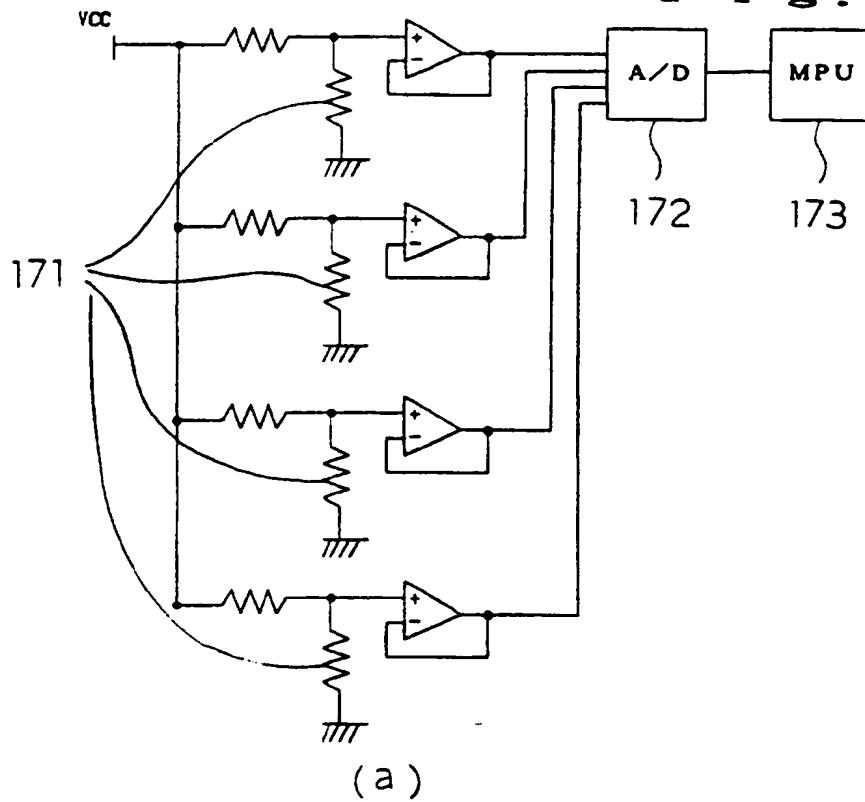 VCC
+
-
A/D
MPU
172
173
+
-
171
+
-
+
-
(a)